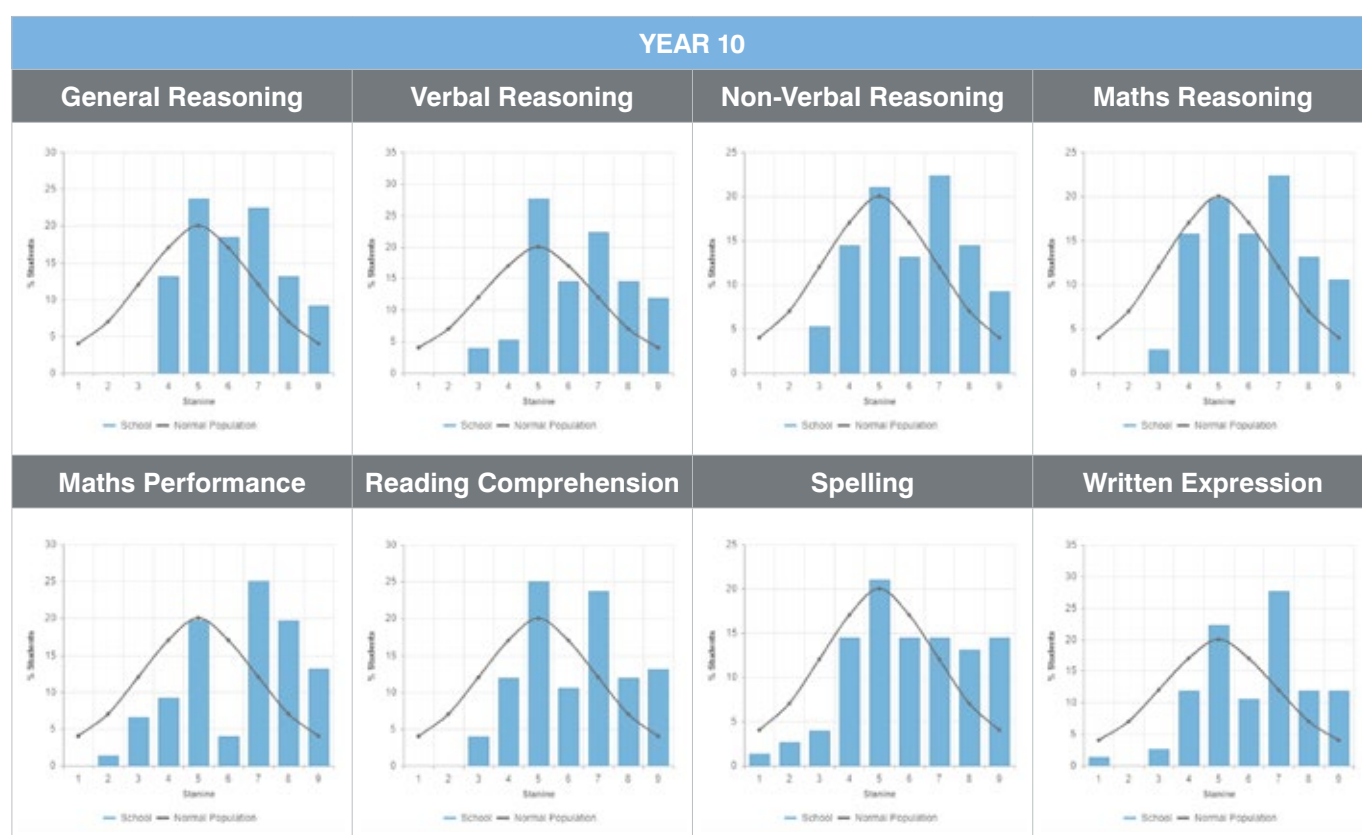 YEAR 10
General Reasoning
Verbal Reasoning
Non-Verbal Reasoning
Maths Reasoning
30
25
20
15
10
5
0
% Students
1 2 3 4 5 6 7 8 9
Stanine
School Normal Population
35
30
25
20
15
10
5
0
% Students
1 2 3 4 5 6 7 8 9
Stanine
School Normal Population
25
20
15
10
5
0
% Students
1 2 3 4 5 6 7 8 9
Stanine
School Normal Population
25
20
15
10
5
0
% Students
1 2 3 4 5 6 7 8 9
Stanine
School Normal Population
Maths Performance
Reading Comprehension
Spelling
Written Expression
30
25
20
15
10
5
0
% Students
1 2 3 4 5 6 7 8 9
Stanine
School Normal Population
30
25
20
15
10
5
0
% Students
1 2 3 4 5 6 7 8 9
Stanine
School Normal Population
25
20
15
10
5
0
% Students
1 2 3 4 5 6 7 8 9
Stanine
School Normal Population
35
30
25
20
15
10
5
0
% Students
1 2 3 4 5 6 7 8 9
Stanine
School Normal Population